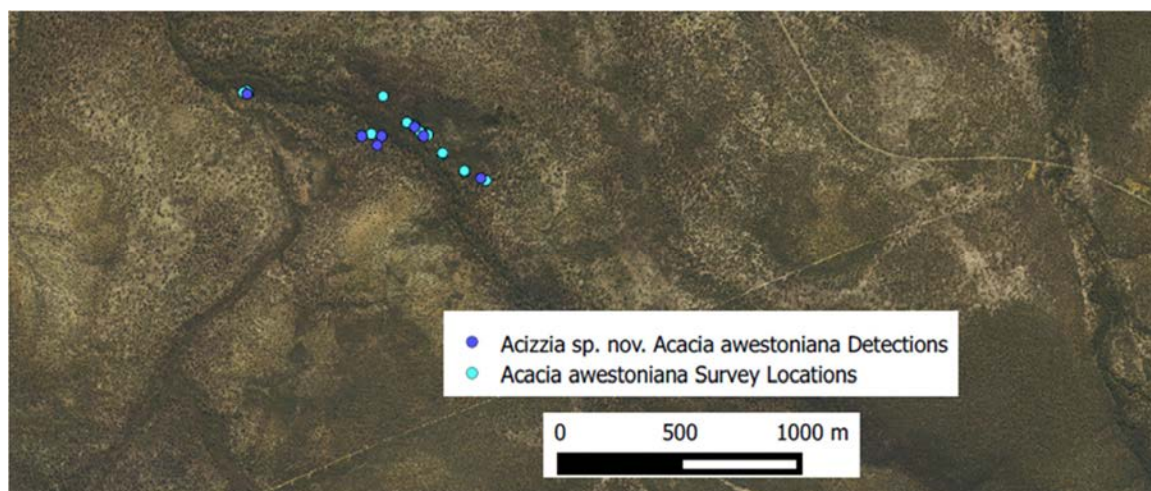 Acizzia sp. nov. Acacia awestoniana Detections
Acacia awestoniana Survey Locations
0 500 1000 m